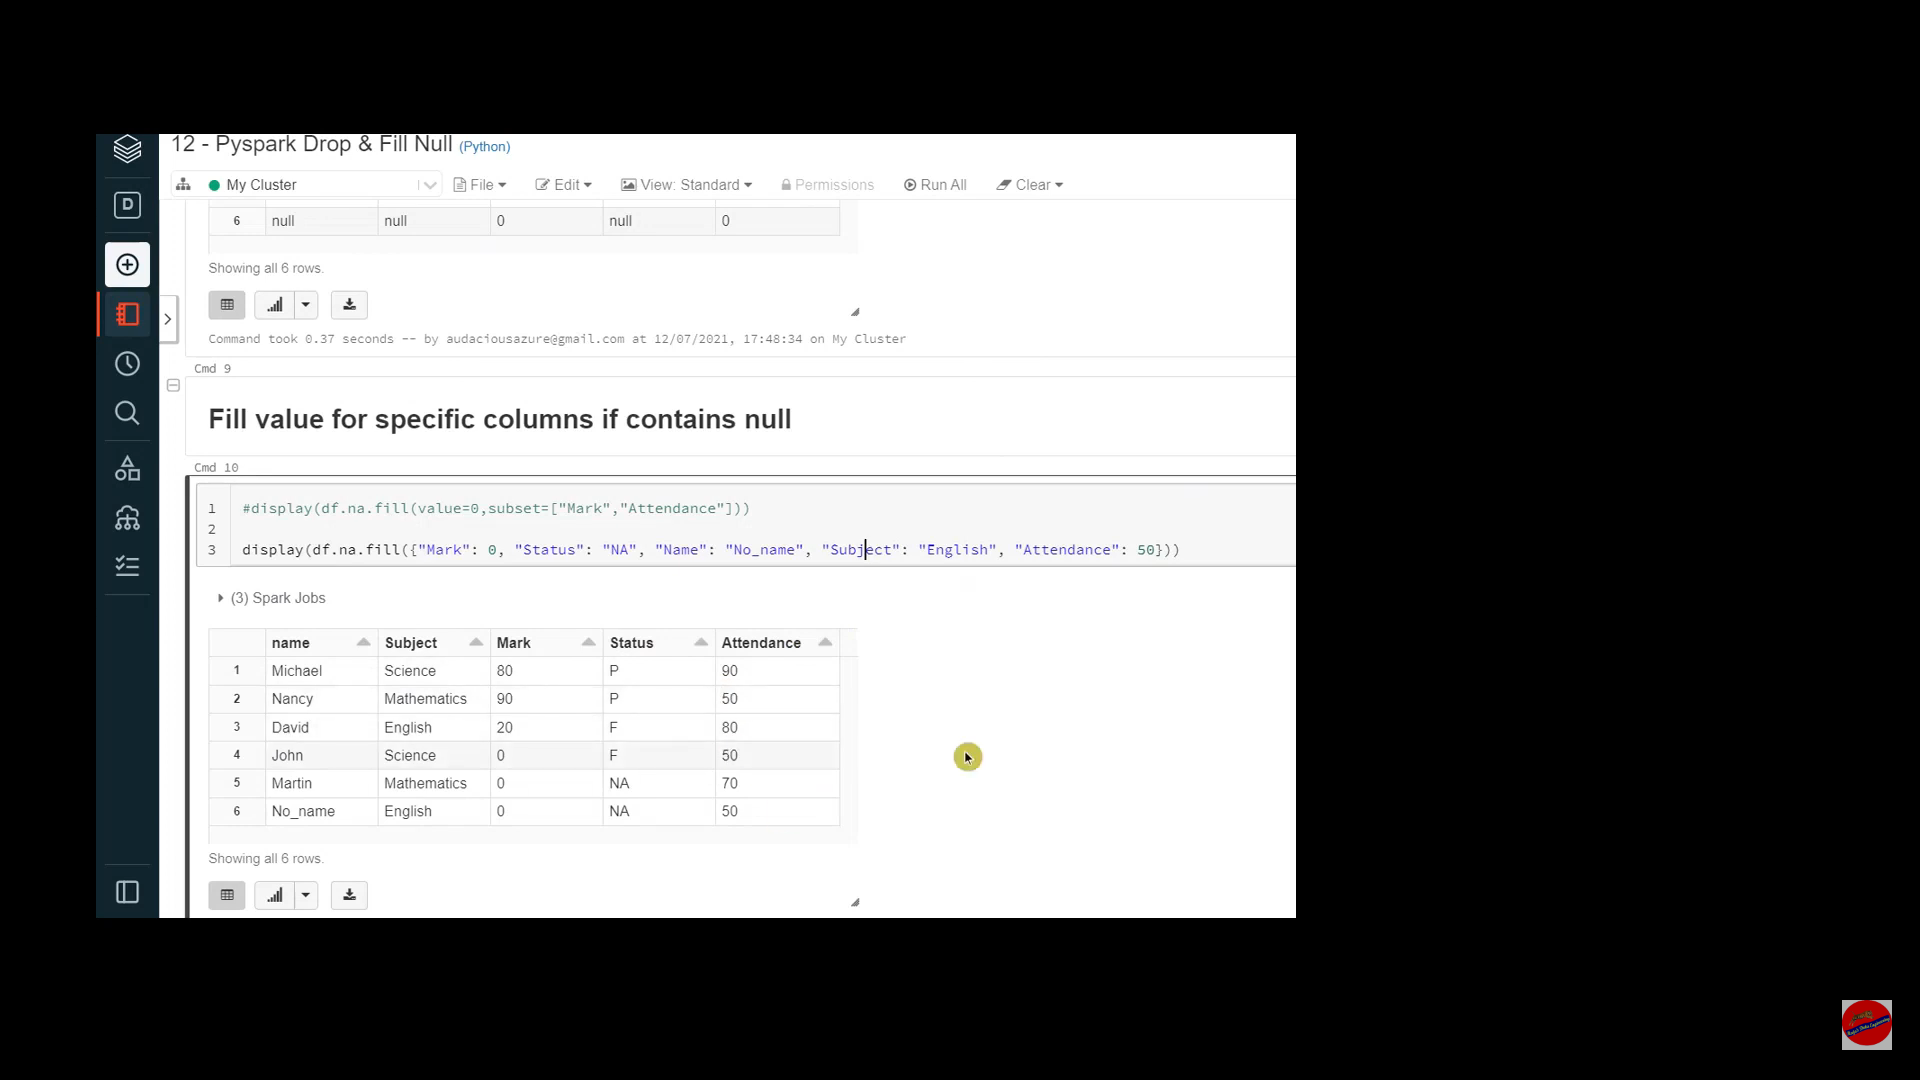 12 - Pyspark Drop & Fill Null (Python)
D
My Cluster File Edit View: Standard Permissions Run All Clear
6 null null 0 null 0
Showing all 6 rows.
Command took 0.37 seconds -- by audaciousazure@gmail.com at 12/07/2021, 17:48:34 on My Cluster
Cmd 9
Fill value for specific columns if contains null
Cmd 10
1 #display(df.na.fill(value=0,subset=["Mark","Attendance"]))
2
3 display(df.na.fill({"Mark": 0, "Status": "NA", "Name": "No_name", "Subject": "English", "Attendance": 50}))
(3) Spark Jobs
name Subject Mark Status Attendance
1 Michael Science 80 P 90
2 Nancy Mathematics 90 P 50
3 David English 20 F 80
4 John Science 0 F 50
5 Martin Mathematics 0 NA 70
6 No_name English 0 NA 50
Showing all 6 rows.